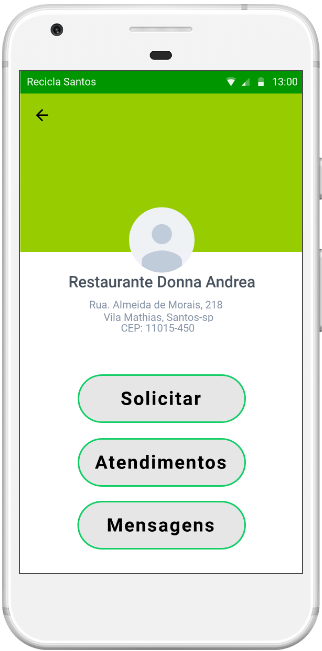 Recicla Santos 13:00
Restaurante Donna Andrea
Rua. Almeida de Morais, 218
Vila Mathias, Santos-sp
CEP: 11015-450
Solicitar
Atendimentos
Mensagens